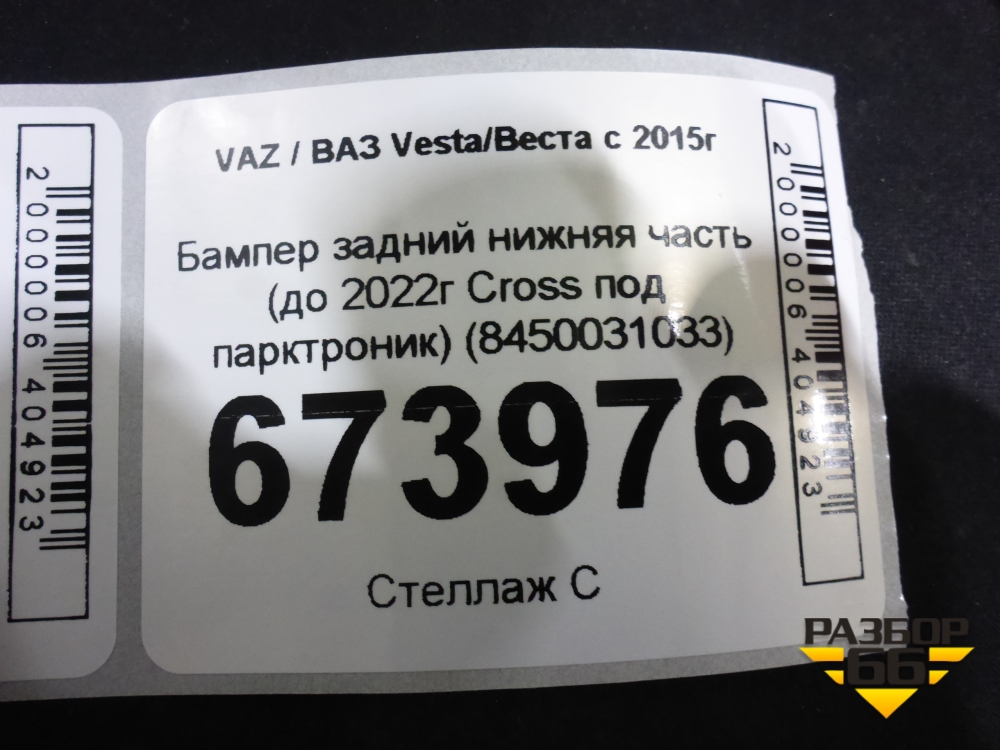 VAZ / ВАЗ Vesta/Веста с 2015г
Бампер задний нижняя часть
(до 2022г Cross под
парктроник) (8450031033)
673976
Стеллаж С
2000006404923
2000006404923
РАЗБОР
66